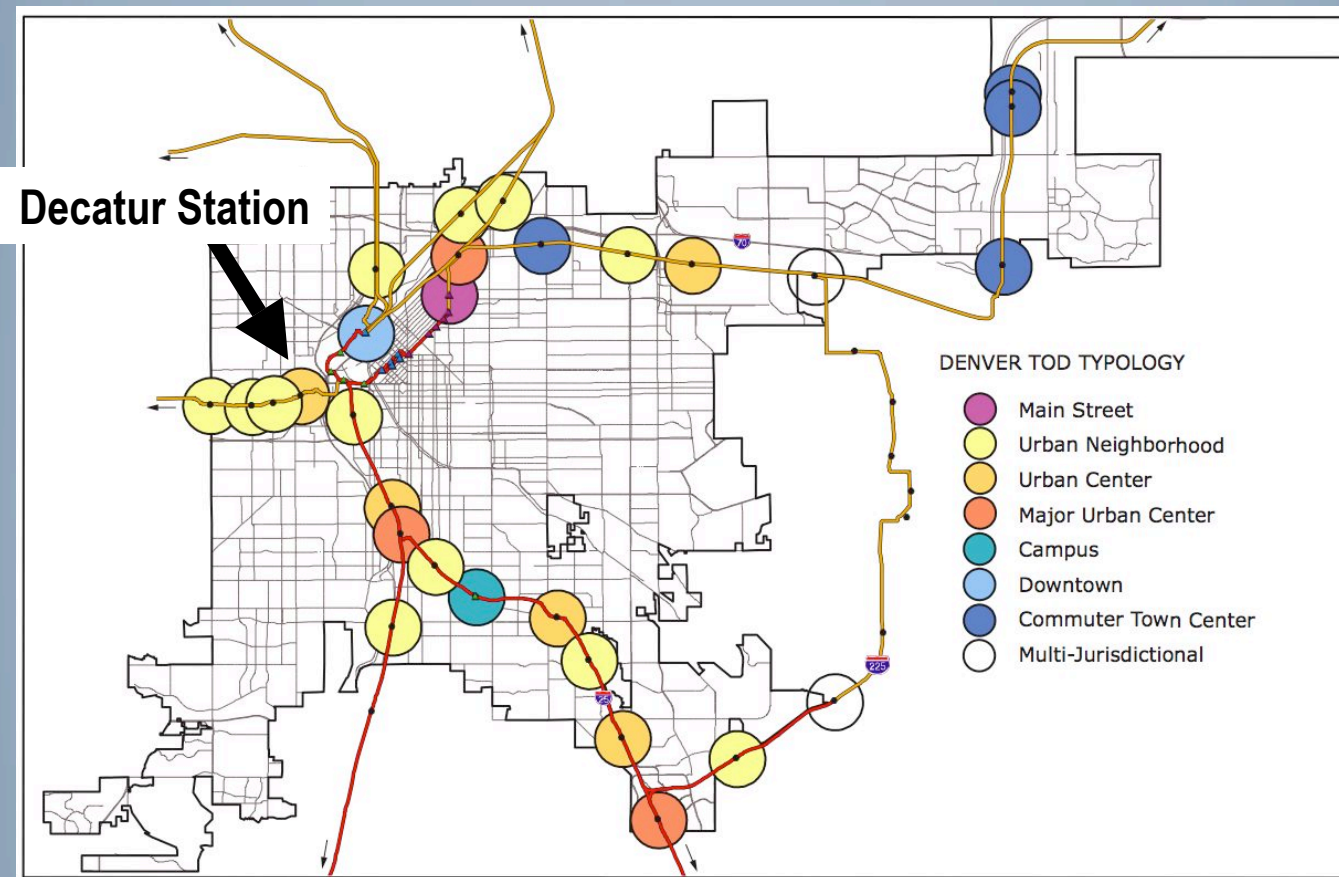 Decatur Station
70
DENVER TOD TYPOLOGY
Main Street
Urban Neighborhood
Urban Center
Major Urban Center
Campus
Downtown
Commuter Town Center
Multi-Jurisdictional
225
25